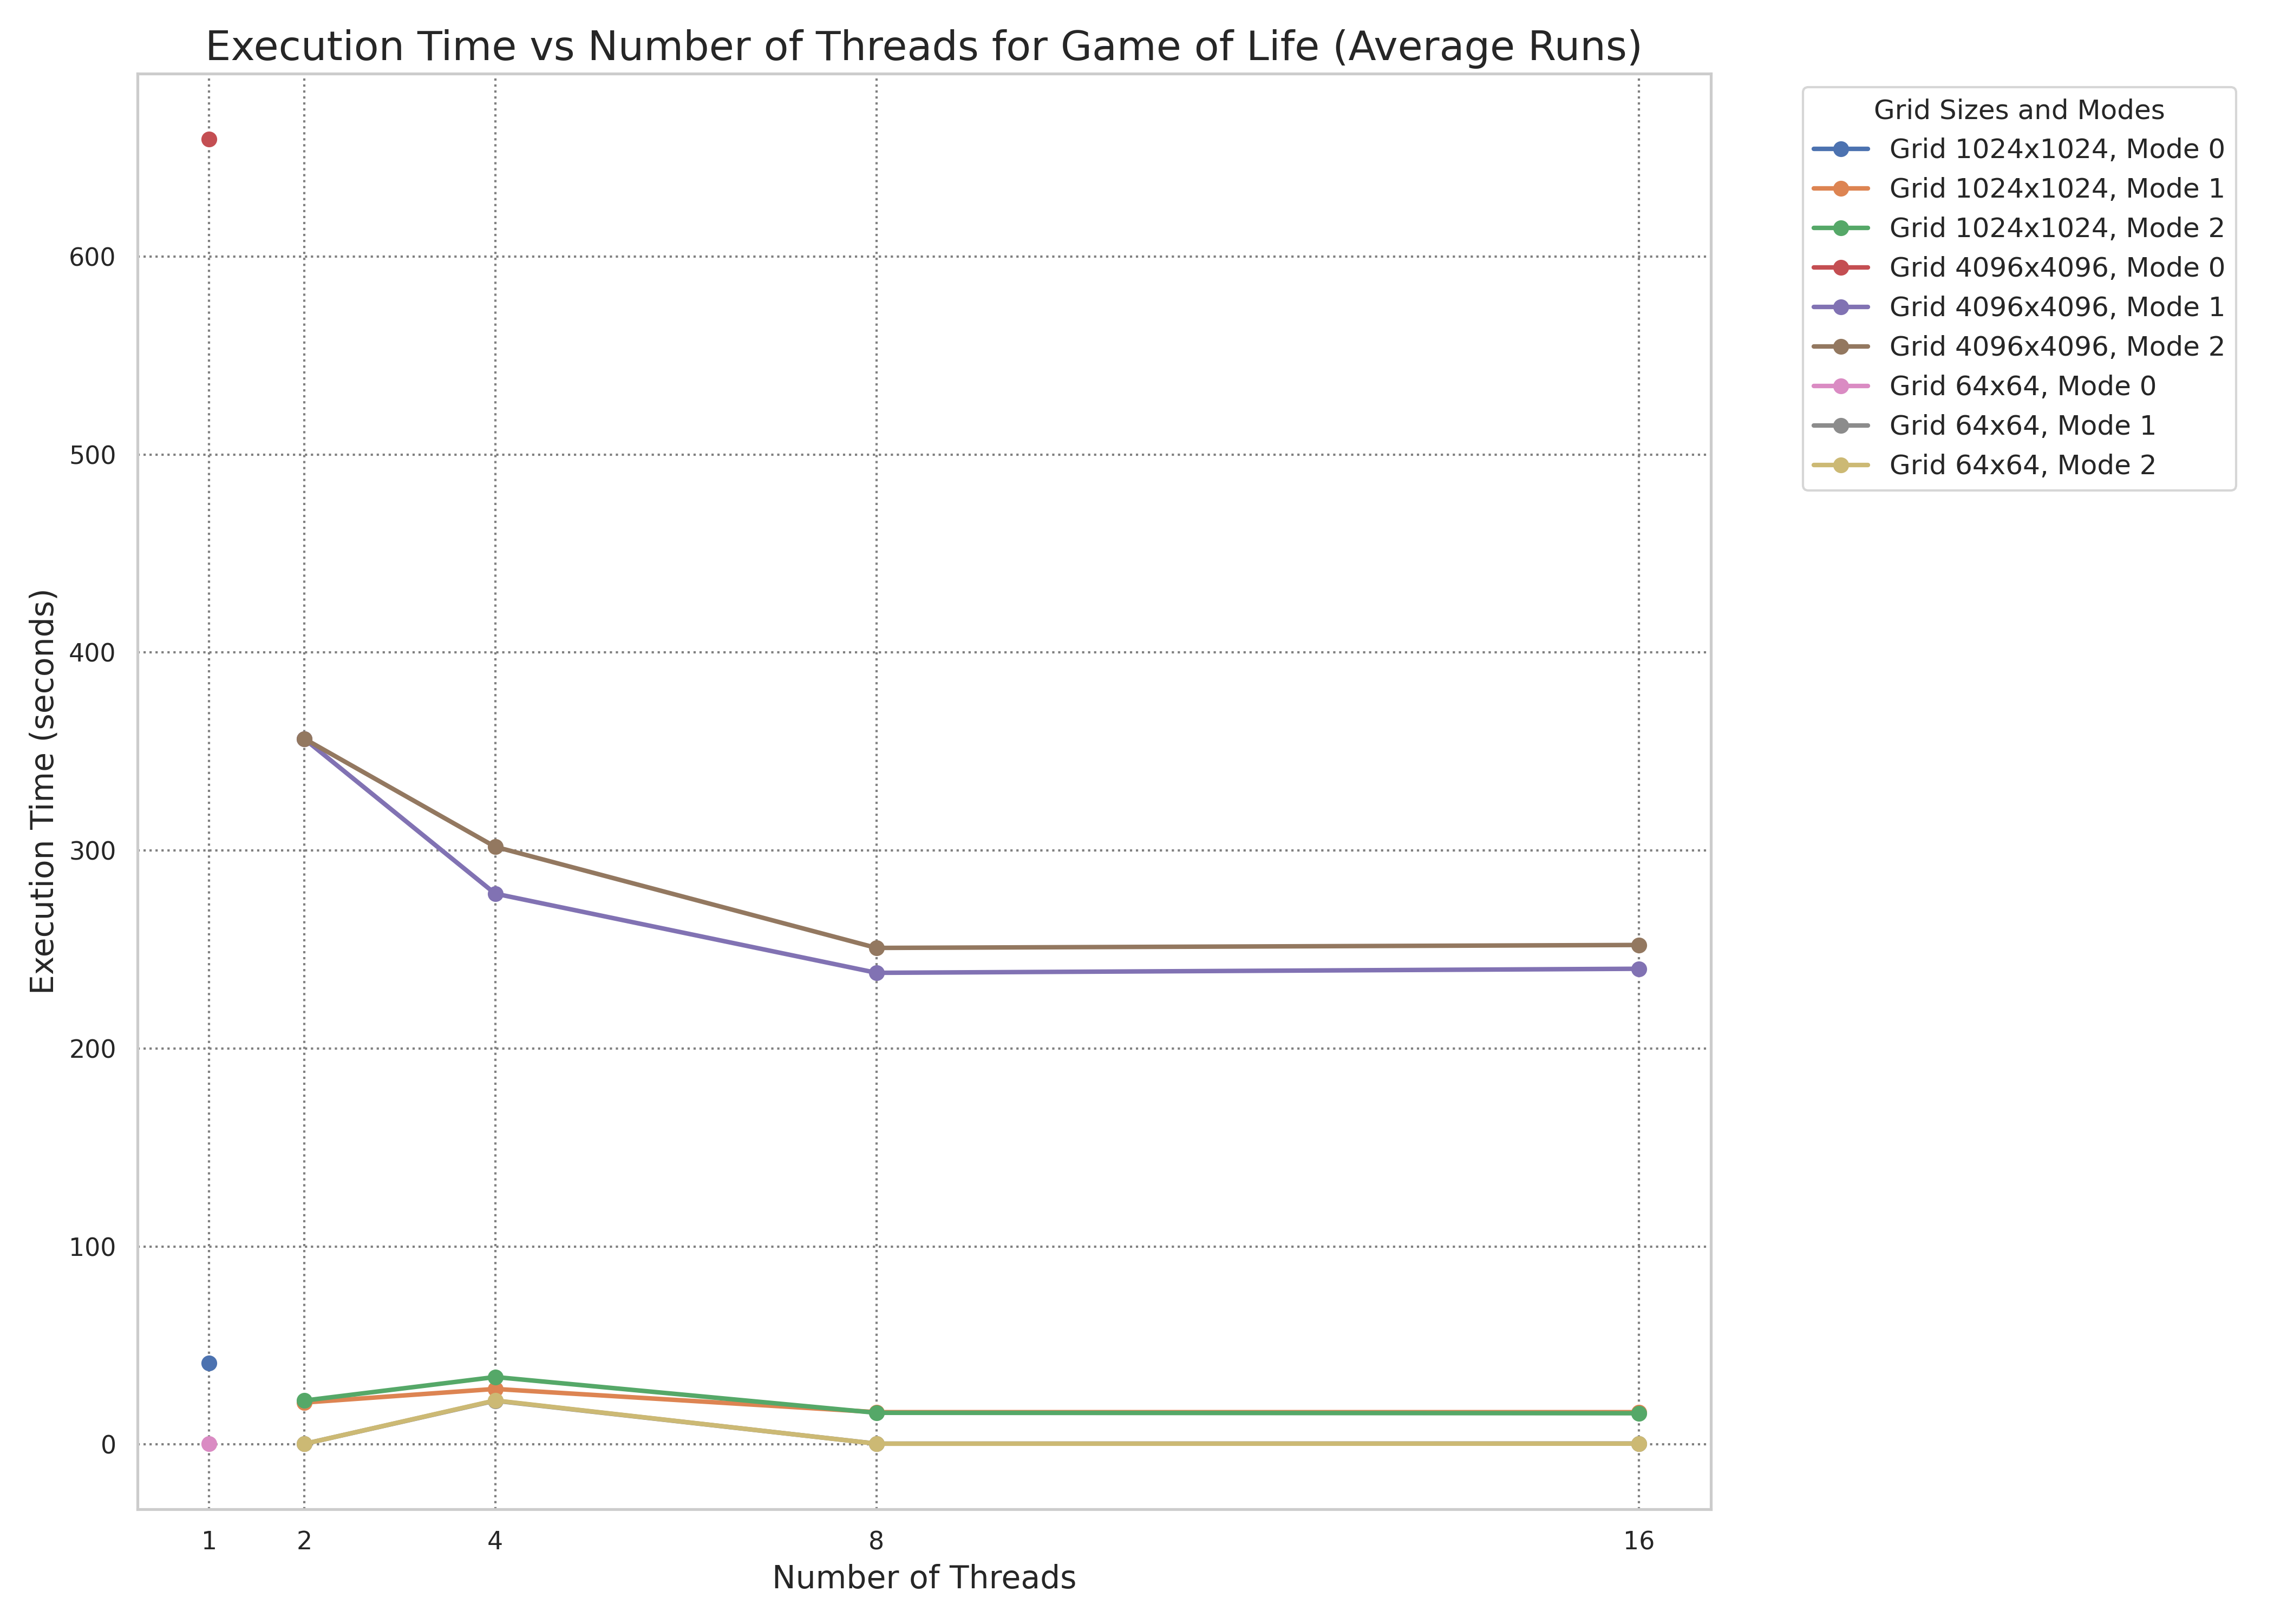 Execution Time vs Number of Threads for Game of Life (Average Runs)
Grid Sizes and Modes
Grid 1024x1024, Mode 0
Grid 1024x1024, Mode 1
Grid 1024x1024, Mode 2
Grid 4096x4096, Mode 0
Grid 4096x4096, Mode 1
Grid 4096x4096, Mode 2
Grid 64x64, Mode 0
Grid 64x64, Mode 1
Grid 64x64, Mode 2
Execution Time (seconds)
600
500
400
300
200
100
0
1 2 4 8 16
Number of Threads